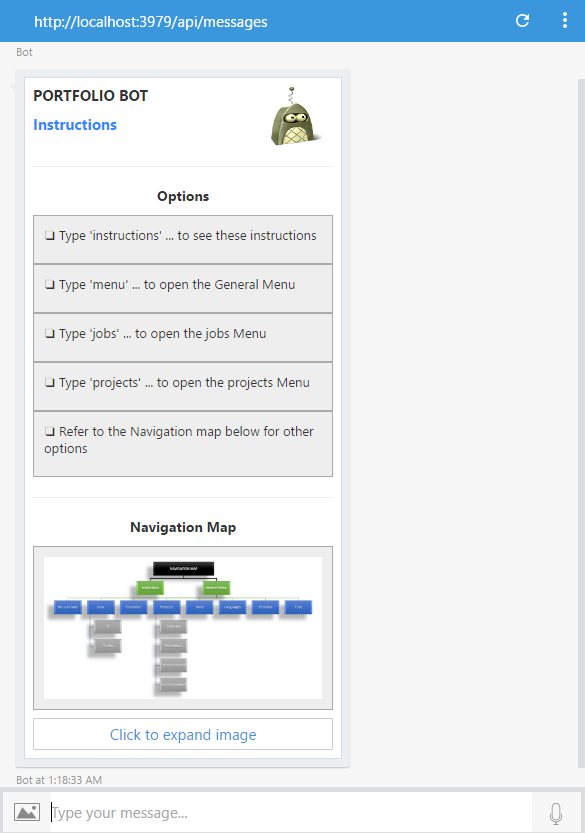 http://localhost:3979/api/messages
Bot
PORTFOLIO BOT
Instructions
Options
❏ Type 'instructions' ... to see these instructions
❏ Type 'menu' ... to open the General Menu
❏ Type 'jobs' ... to open the jobs Menu
❏ Type 'projects' ... to open the projects Menu
❏ Refer to the Navigation map below for other
options
Navigation Map
NAVIGATION MAP
Click to expand image
Bot at 1:18:33 AM
Type your message...